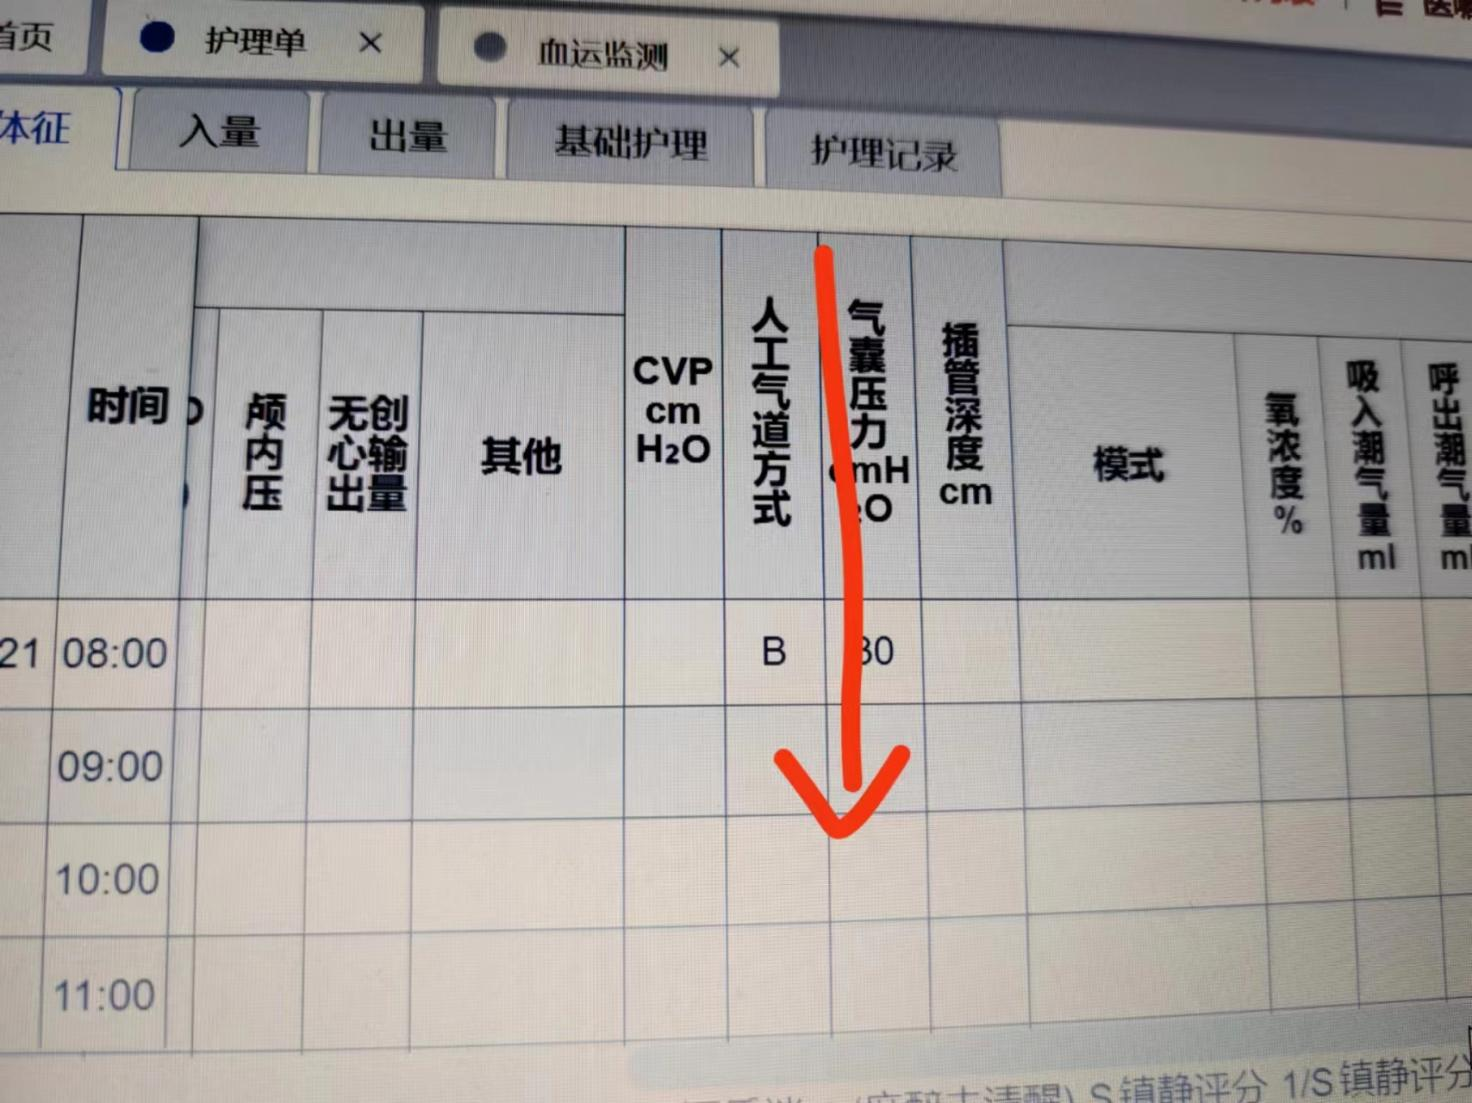 首页 护理单 × 血运监测 ×
体征 入量 出量 基础护理 护理记录
时间
颅内压
无创心输出量
其他
CVP
cm
H₂O
人工气道方式
气囊压力
cmH
₂O
插管深度
cm
模式
氧浓度
%
吸入潮气量
ml
呼出潮气量
ml
21 08:00 B 30
09:00
10:00
11:00
S镇静评分 1/S镇静评分